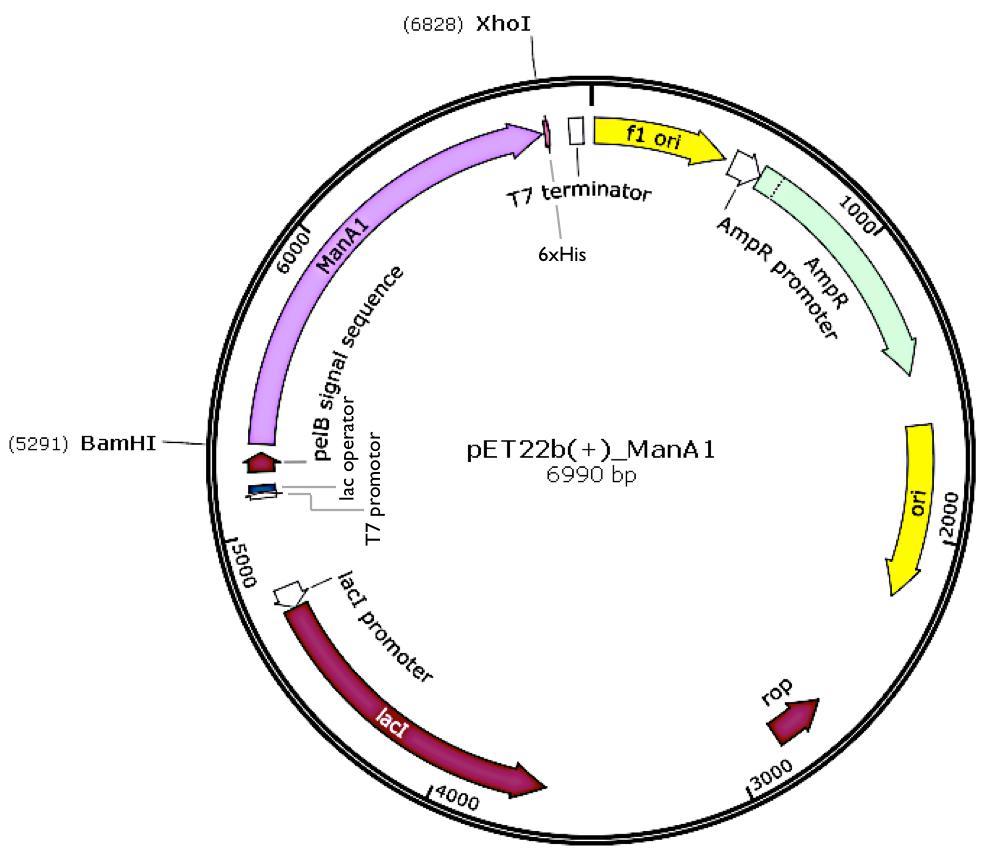 (6828) XhoI
f1 ori
T7 terminator
6xHis
AmpR promoter
AmpR
1000
ManA1
6000
pelB signal sequence
lac operator
T7 promotor
(5291) BamHI
pET22b(+)_ManA1
6990 bp
ori
2000
5000
lacI promoter
lacI
rop
3000
4000